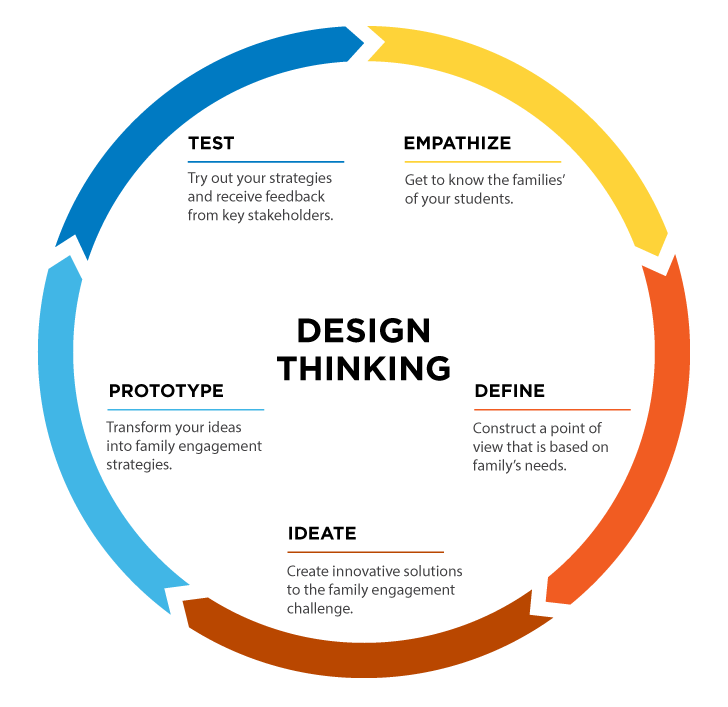 DESIGN
THINKING
EMPATHIZE
Get to know the families’
of your students.
DEFINE
Construct a point of
view that is based on
family’s needs.
IDEATE
Create innovative solutions
to the family engagement
challenge.
PROTOTYPE
Transform your ideas
into family engagement
strategies.
TEST
Try out your strategies
and receive feedback
from key stakeholders.